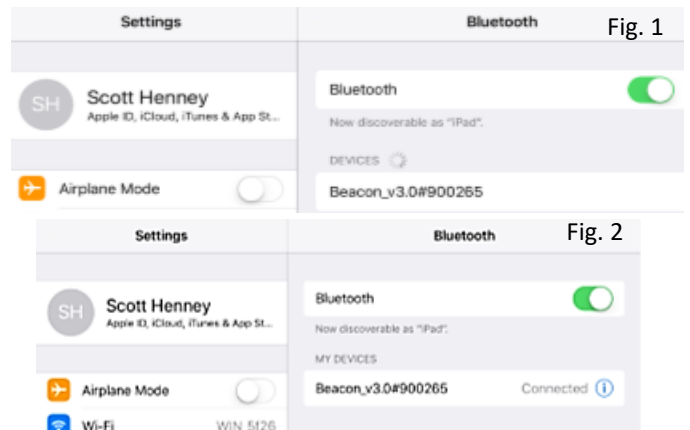 Settings Bluetooth Fig. 1
SH Scott Henney
Apple ID, iCloud, iTunes & App St...
Airplane Mode
Bluetooth
Now discoverable as "iPad".
DEVICES
Beacon_v3.0#900265
Settings Bluetooth Fig. 2
SH Scott Henney
Apple ID, iCloud, iTunes & App St...
Airplane Mode
Wi-Fi WIN_5126
Bluetooth
Now discoverable as "iPad".
MY DEVICES
Beacon_v3.0#900265 Connected